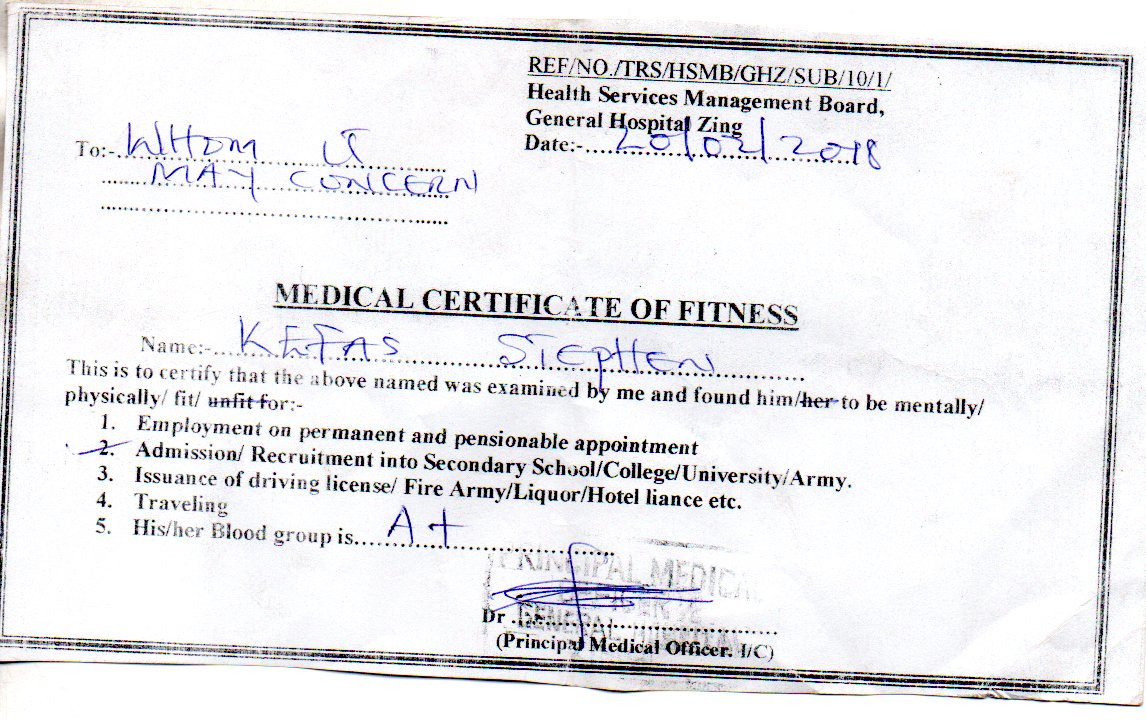 REF/NO./TRS/HSMB/GHZ/SUB/10/1/
Health Services Management Board,
General Hospital Zing
Date:-....20/02/2018
To:-WHOM IT
MAY CONCERN
MEDICAL CERTIFICATE OF FITNESS
Name:-....KEFAS STEPHEN....
This is to certify that the above named was examined by me and found him/her to be mentally/
physically/ fit/ unfit for:-
1. Employment on permanent and pensionable appointment
2. Admission/ Recruitment into Secondary School/College/University/Army.
3. Issuance of driving license/ Fire Army/Liquor/Hotel liance etc.
4. Traveling
5. His/her Blood group is....A+....
PRINCIPAL MEDICAL
OFFICER I/C
GENERAL HOSPITAL
Dr ....
(Principal Medical Officer. I/C)